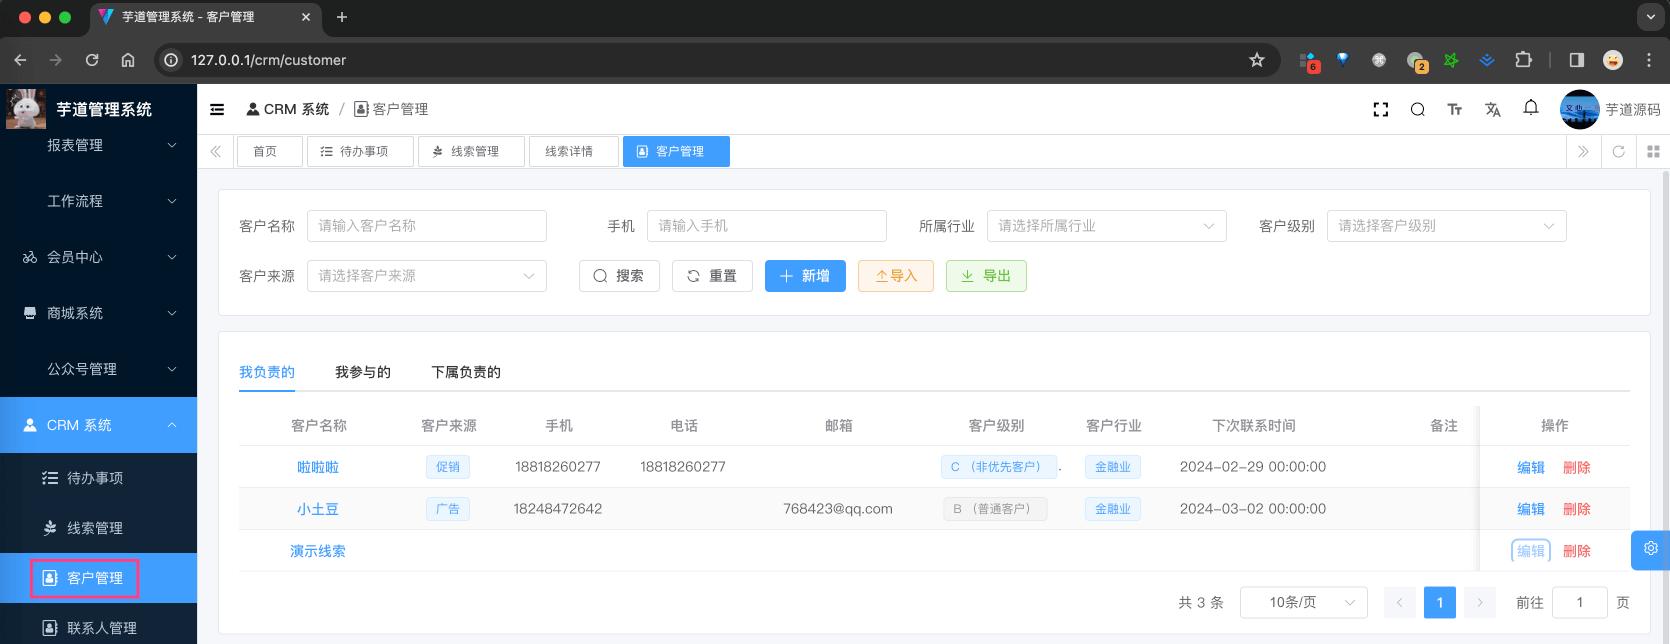 芋道管理系统 - 客户管理
127.0.0.1/crm/customer
6
2
芋道管理系统
CRM 系统 / 客户管理
芋道源码
首页 待办事项 线索管理 线索详情 客户管理
报表管理
工作流程
会员中心
商城系统
公众号管理
CRM 系统
待办事项
线索管理
客户管理
联系人管理
客户名称 请输入客户名称 手机 请输入手机 所属行业 请选择所属行业 客户级别 请选择客户级别
客户来源 请选择客户来源 搜索 重置 新增 导入 导出
我负责的 我参与的 下属负责的
客户名称 客户来源 手机 电话 邮箱 客户级别 客户行业 下次联系时间 备注 操作
啦啦啦 促销 18818260277 18818260277 C (非优先客户) 金融业 2024-02-29 00:00:00 编辑 删除
小土豆 广告 18248472642 768423@qq.com B (普通客户) 金融业 2024-03-02 00:00:00 编辑 删除
演示线索 编辑 删除
共 3 条 10条/页 1 前往 1 页